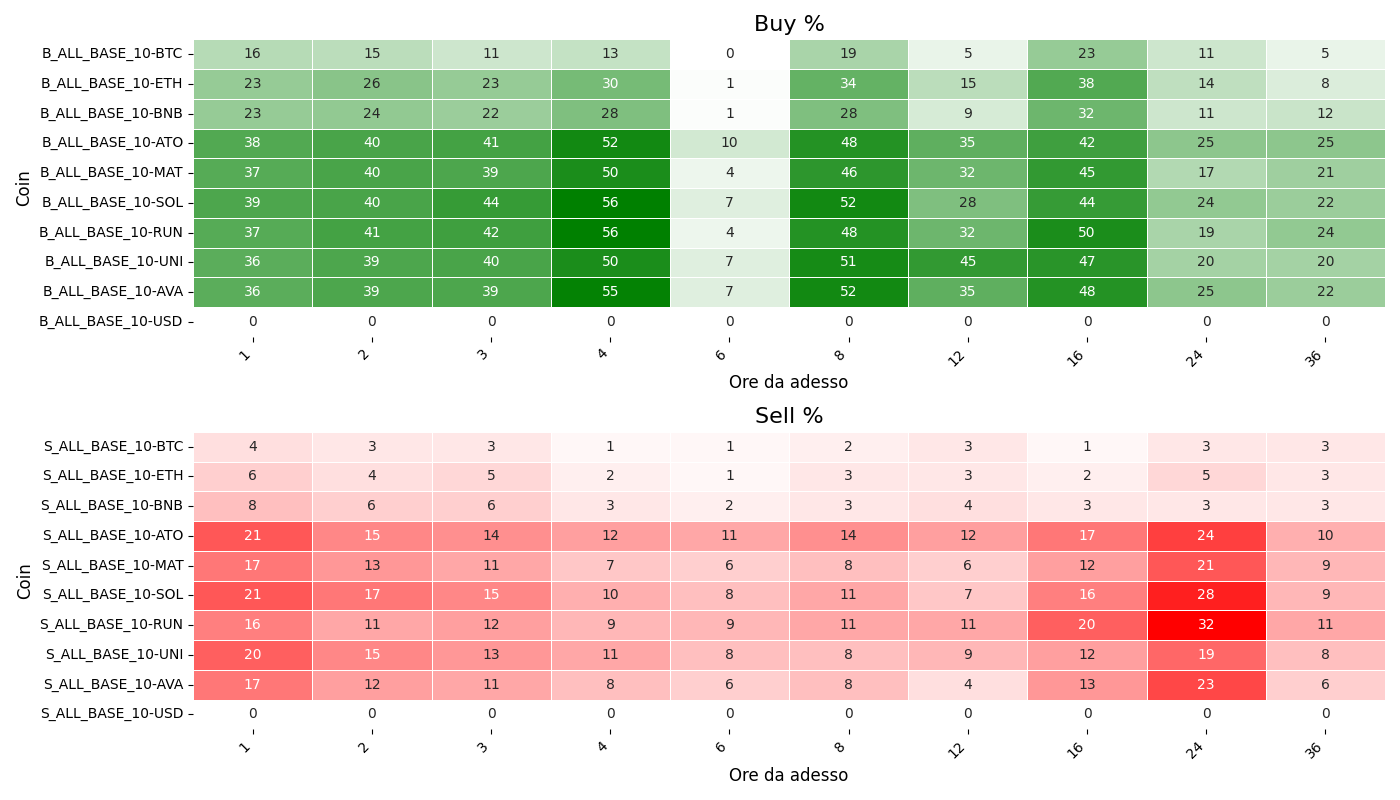 Buy %
Coin
B_ALL_BASE_10-BTC 16 15 11 13 0 19 5 23 11 5
B_ALL_BASE_10-ETH 23 26 23 30 1 34 15 38 14 8
B_ALL_BASE_10-BNB 23 24 22 28 1 28 9 32 11 12
B_ALL_BASE_10-ATO 38 40 41 52 10 48 35 42 25 25
B_ALL_BASE_10-MAT 37 40 39 50 4 46 32 45 17 21
B_ALL_BASE_10-SOL 39 40 44 56 7 52 28 44 24 22
B_ALL_BASE_10-RUN 37 41 42 56 4 48 32 50 19 24
B_ALL_BASE_10-UNI 36 39 40 50 7 51 45 47 20 20
B_ALL_BASE_10-AVA 36 39 39 55 7 52 35 48 25 22
B_ALL_BASE_10-USD 0 0 0 0 0 0 0 0 0 0
1 2 3 4 6 8 12 16 24 36
Ore da adesso
Sell %
Coin
S_ALL_BASE_10-BTC 4 3 3 1 1 2 3 1 3 3
S_ALL_BASE_10-ETH 6 4 5 2 1 3 3 2 5 3
S_ALL_BASE_10-BNB 8 6 6 3 2 3 4 3 3 3
S_ALL_BASE_10-ATO 21 15 14 12 11 14 12 17 24 10
S_ALL_BASE_10-MAT 17 13 11 7 6 8 6 12 21 9
S_ALL_BASE_10-SOL 21 17 15 10 8 11 7 16 28 9
S_ALL_BASE_10-RUN 16 11 12 9 9 11 11 20 32 11
S_ALL_BASE_10-UNI 20 15 13 11 8 8 9 12 19 8
S_ALL_BASE_10-AVA 17 12 11 8 6 8 4 13 23 6
S_ALL_BASE_10-USD 0 0 0 0 0 0 0 0 0 0
1 2 3 4 6 8 12 16 24 36
Ore da adesso